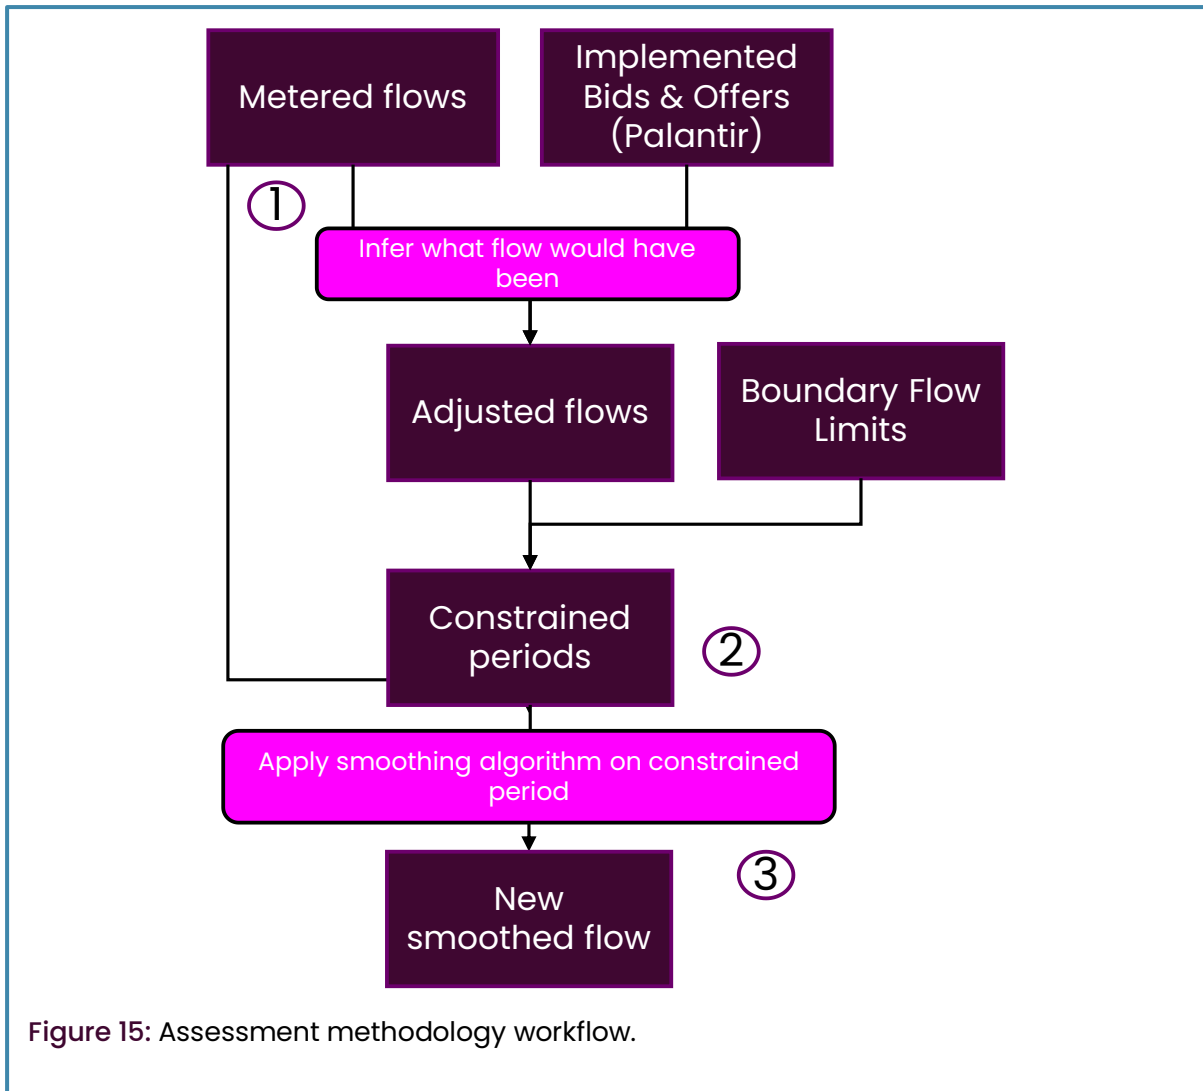 Metered flows
Implemented
Bids & Offers
(Palantir)
1
Infer what flow would have
been
Adjusted flows
Boundary Flow
Limits
Constrained
periods
2
Apply smoothing algorithm on constrained
period
3
New
smoothed flow
Figure 15: Assessment methodology workflow.